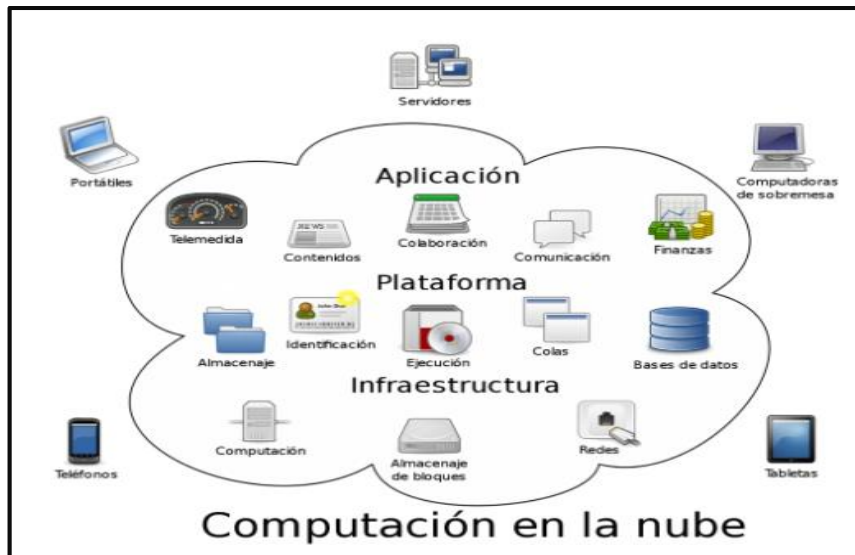 Servidores
Portátiles
Computadoras
de sobremesa
Aplicación
Telemedida
Contenidos
Colaboración
Comunicación
Finanzas
Plataforma
Almacenaje
Identificación
Ejecución
Colas
Bases de datos
Infraestructura
Computación
Almacenaje
de bloques
Redes
Teléfonos
Tabletas
Computación en la nube